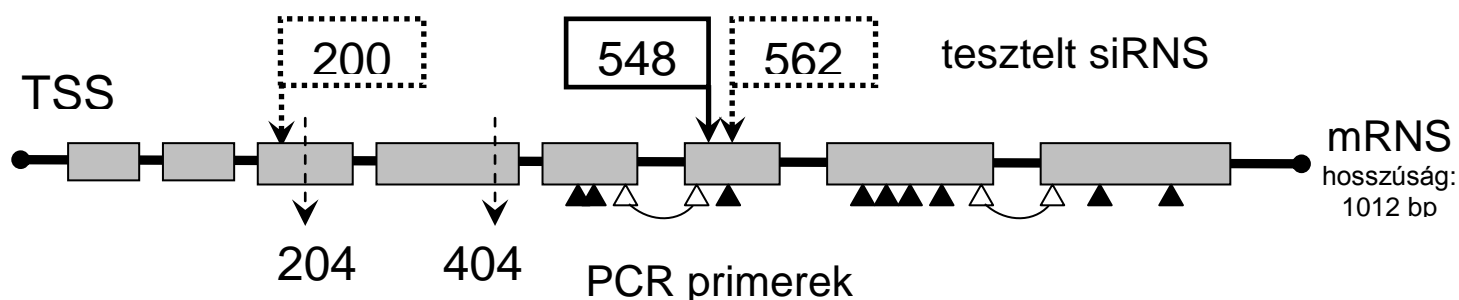 200
548
562
tesztelt siRNS
TSS
mRNS
hosszúság:
1012 bp
204
404
PCR primerek